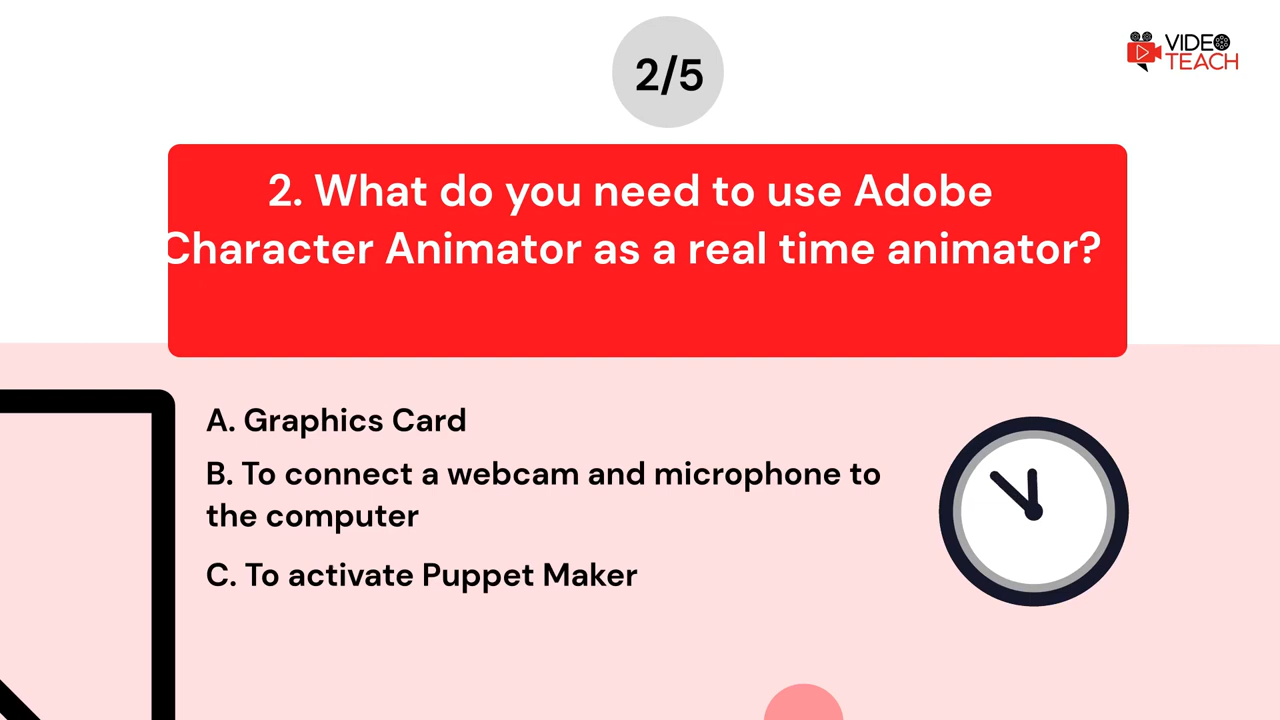 2/5
VIDEO
TEACH
2. What do you need to use Adobe
Character Animator as a real time animator?
A. Graphics Card
B. To connect a webcam and microphone to
the computer
C. To activate Puppet Maker